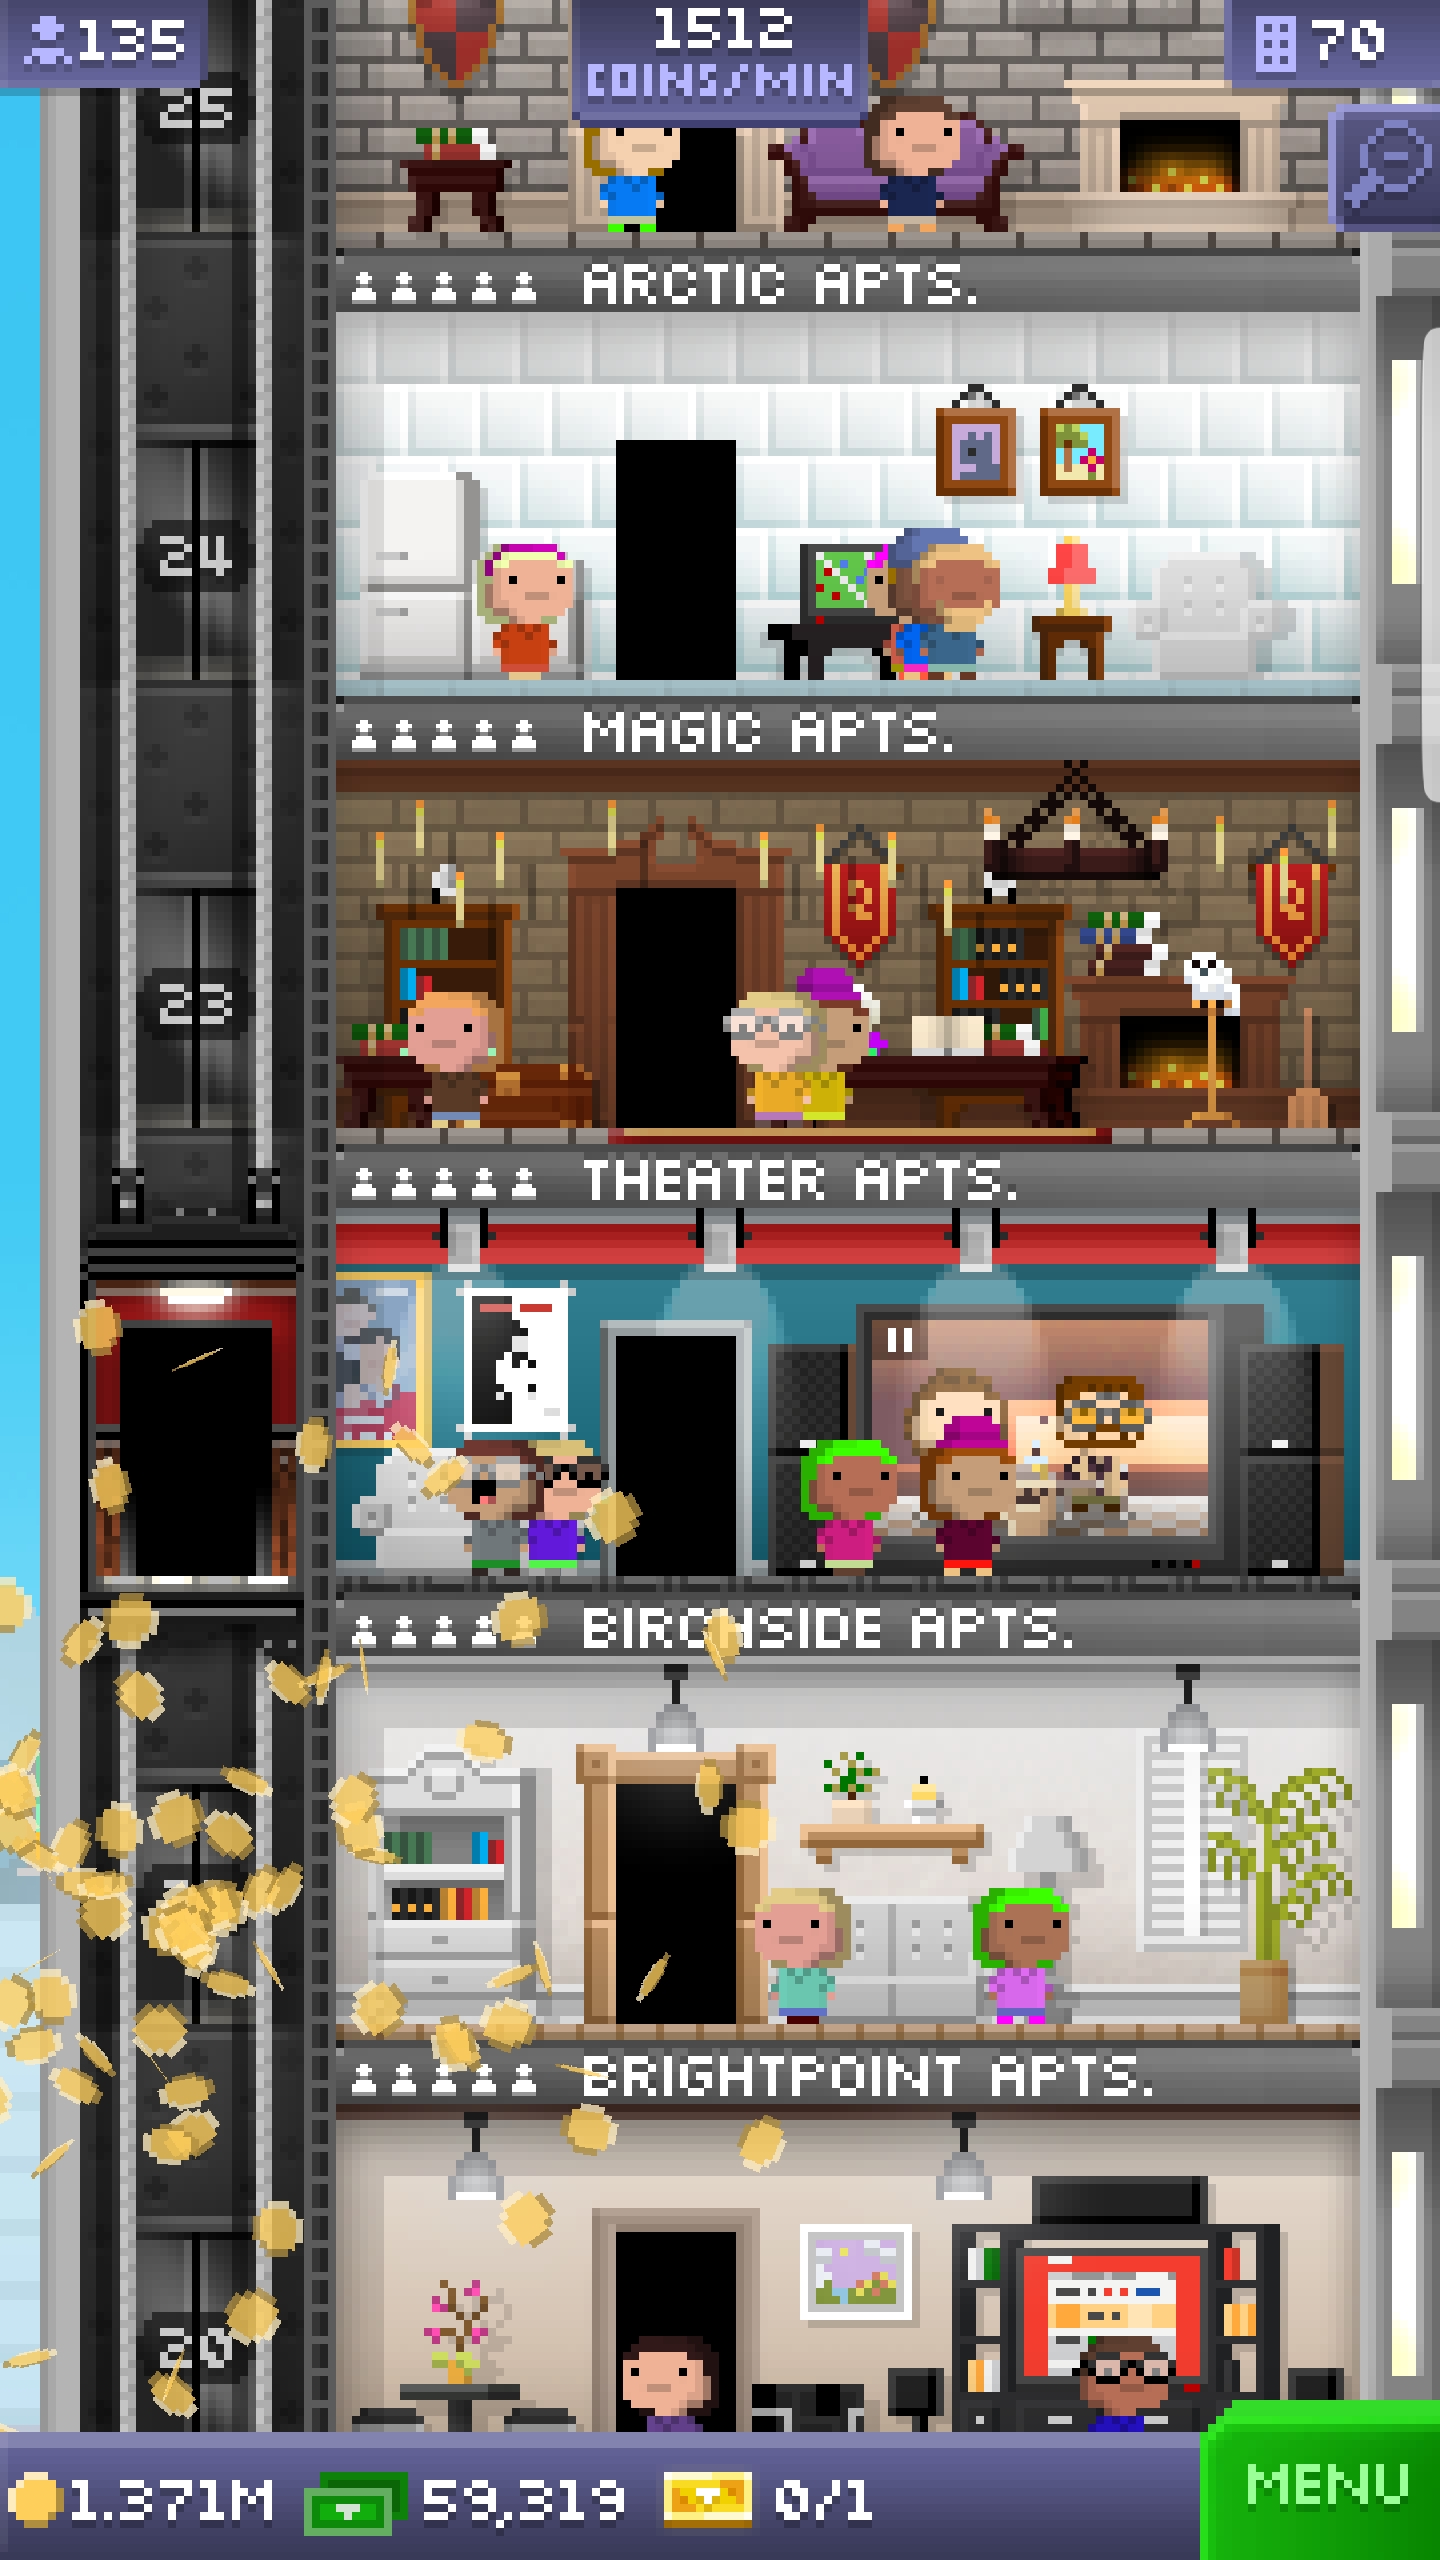 135
1512
COINS/MIN
70
25
ARCTIC APTS.
24
MAGIC APTS.
23
THEATER APTS.
BIRCHSIDE APTS.
BRIGHTPOINT APTS.
20
1.371M
59,319
0/1
MENU